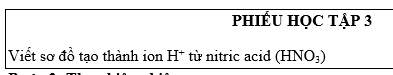 PHIẾU HỌC TẬP 3
Viết sơ đồ tạo thành ion H⁺ từ nitric acid (HNO₃)